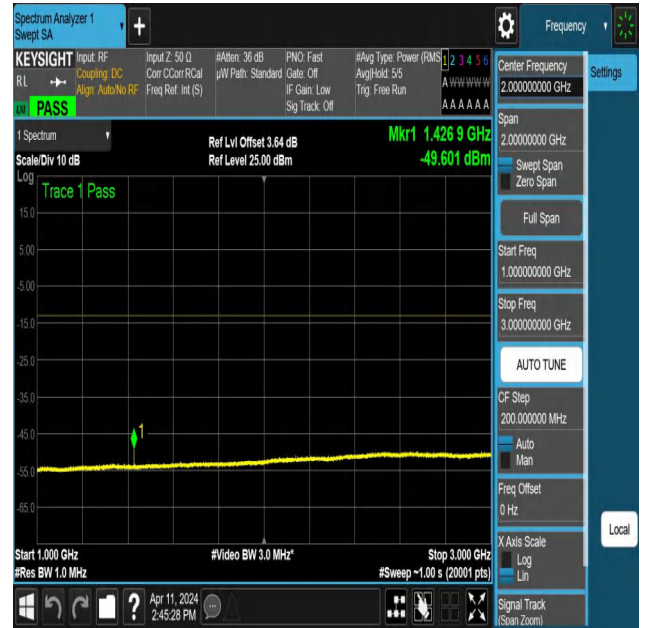 Spectrum Analyzer 1
Swept SA
+
Frequency
KEYSIGHT
RL
LXI PASS
Input: RF
Coupling: DC
Align: Auto/No RF
Input Z: 50 Ω
Corr CCorr RCal
Freq Ref: Int (S)
#Atten: 36 dB
µW Path: Standard
PNO: Fast
Gate: Off
IF Gain: Low
Sig Track: Off
#Avg Type: Power (RMS
Avg|Hold: 5/5
Trig: Free Run
1 2 3 4 5 6
A W W W W W
A A A A A A
1 Spectrum
Scale/Div 10 dB
Ref Lvl Offset 3.64 dB
Ref Level 25.00 dBm
Mkr1 1.426 9 GHz
-49.601 dBm
Log
Trace 1 Pass
15.0
5.00
-5.00
-15.0
-25.0
-35.0
-45.0
-55.0
-65.0
1
Start 1.000 GHz
#Res BW 1.0 MHz
#Video BW 3.0 MHz*
Stop 3.000 GHz
#Sweep ~1.00 s (20001 pts)
Center Frequency
2.000000000 GHz
Settings
Span
2.00000000 GHz
Swept Span
Zero Span
Full Span
Start Freq
1.000000000 GHz
Stop Freq
3.000000000 GHz
AUTO TUNE
CF Step
200.000000 MHz
Auto
Man
Freq Offset
0 Hz
X Axis Scale
Log
Lin
Local
Signal Track
(Span Zoom)
?
Apr 11, 2024
2:45:28 PM